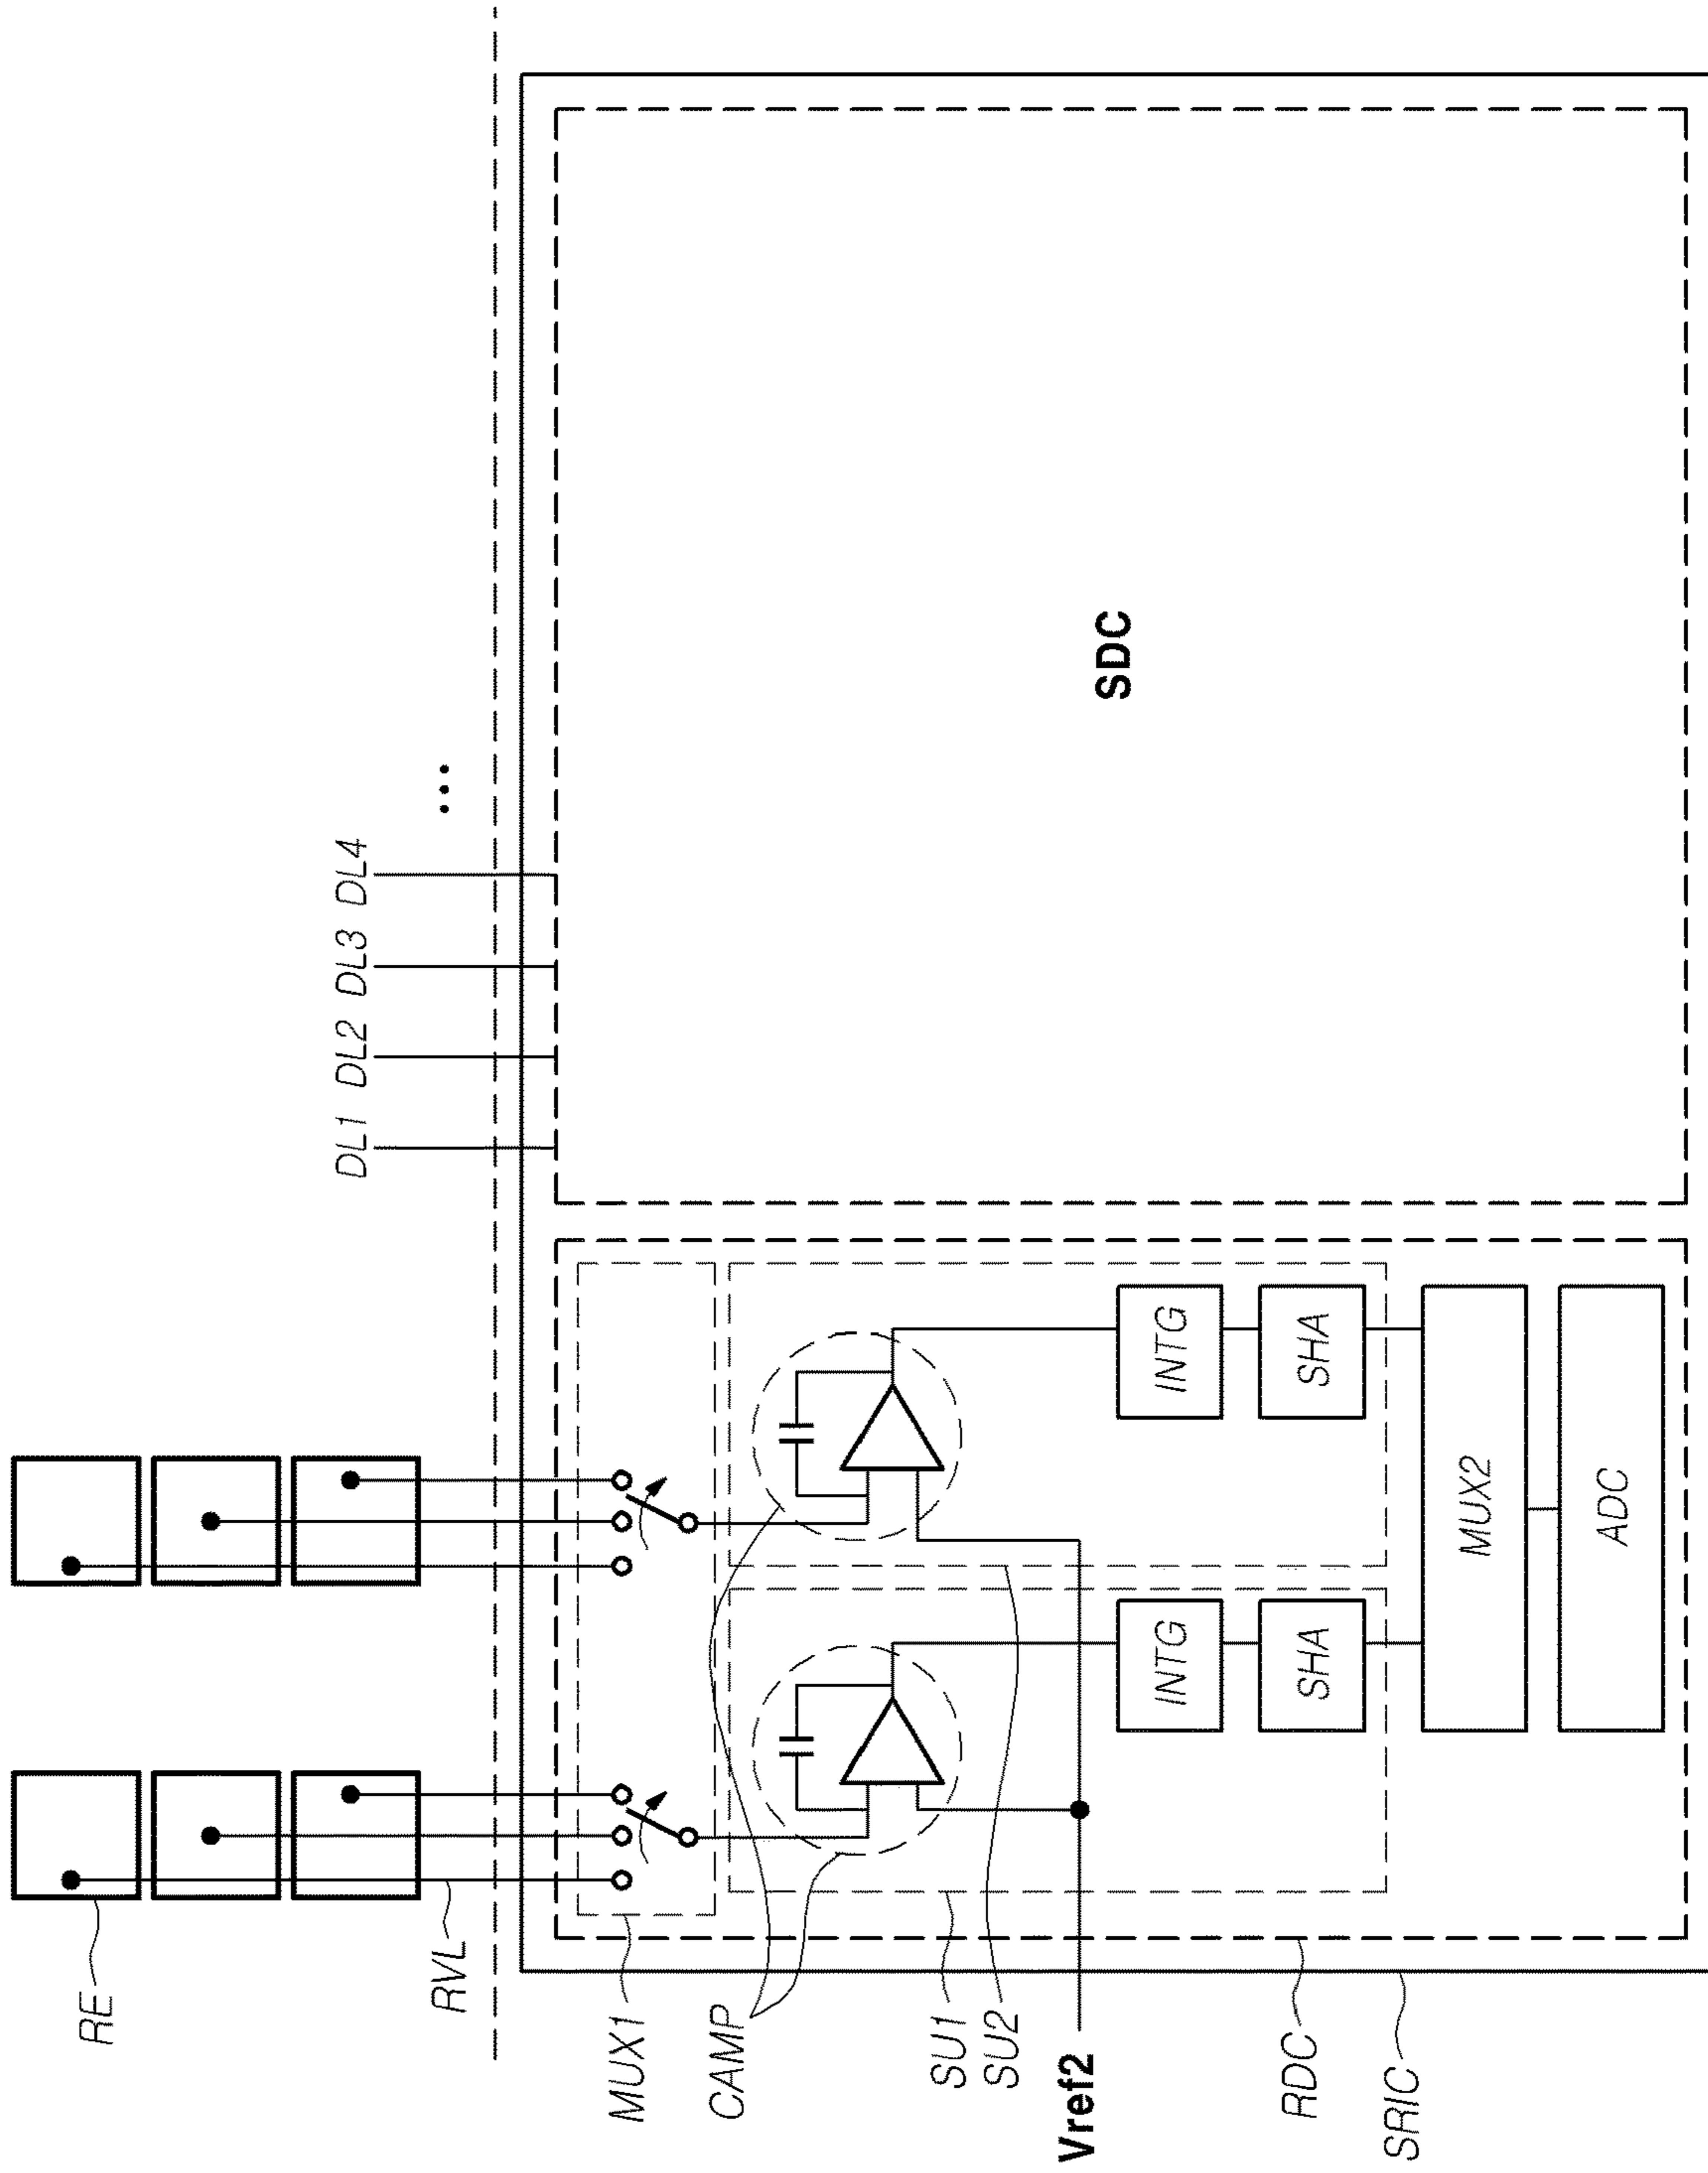 RE
RVL
DL1 DL2 DL3 DL4
...
MUX1
CAMP
SU1
SU2
Vref2
RDC
SRIC
INTG
SHA
INTG
SHA
MUX2
ADC
SDC